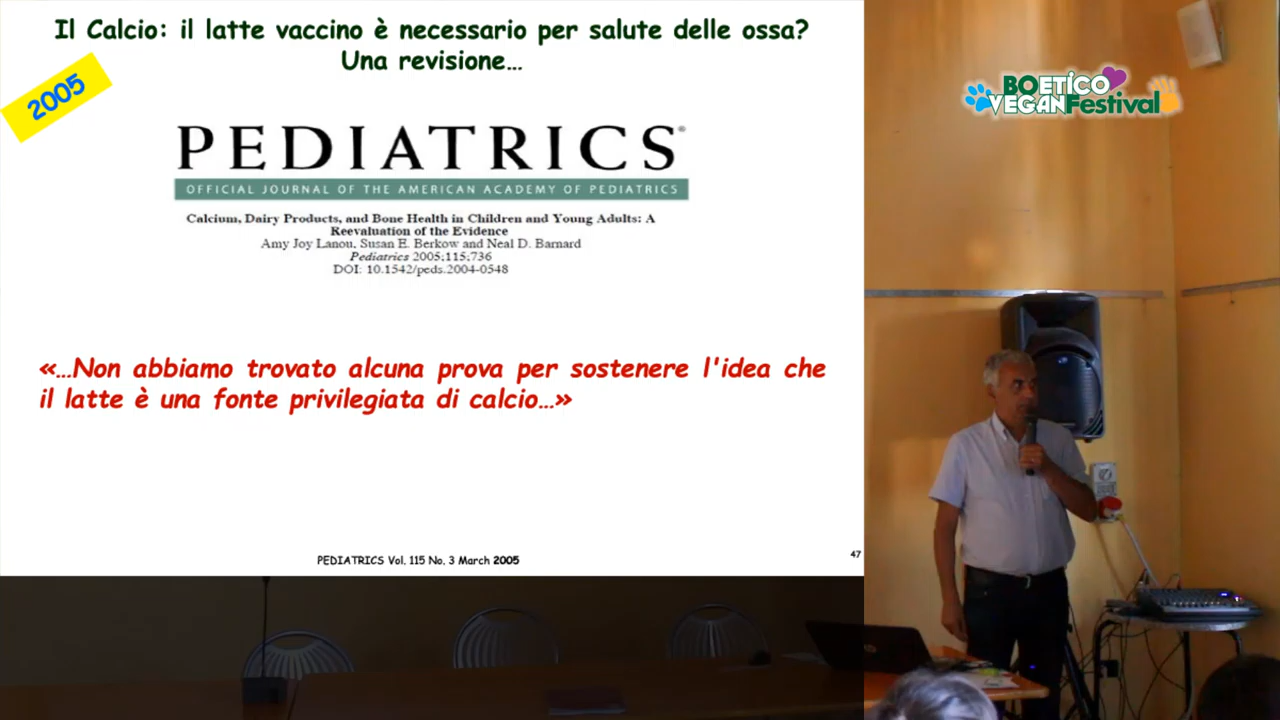 Il Calcio: il latte vaccino è necessario per salute delle ossa?
Una revisione…
2005
PEDIATRICS®
OFFICIAL JOURNAL OF THE AMERICAN ACADEMY OF PEDIATRICS
Calcium, Dairy Products, and Bone Health in Children and Young Adults: A
Reevaluation of the Evidence
Amy Joy Lanou, Susan E. Berkow and Neal D. Barnard
Pediatrics 2005;115;736
DOI: 10.1542/peds.2004-0548
«…Non abbiamo trovato alcuna prova per sostenere l'idea che
il latte è una fonte privilegiata di calcio…»
PEDIATRICS Vol. 115 No. 3 March 2005
47
BOETICO
VEGANFestival